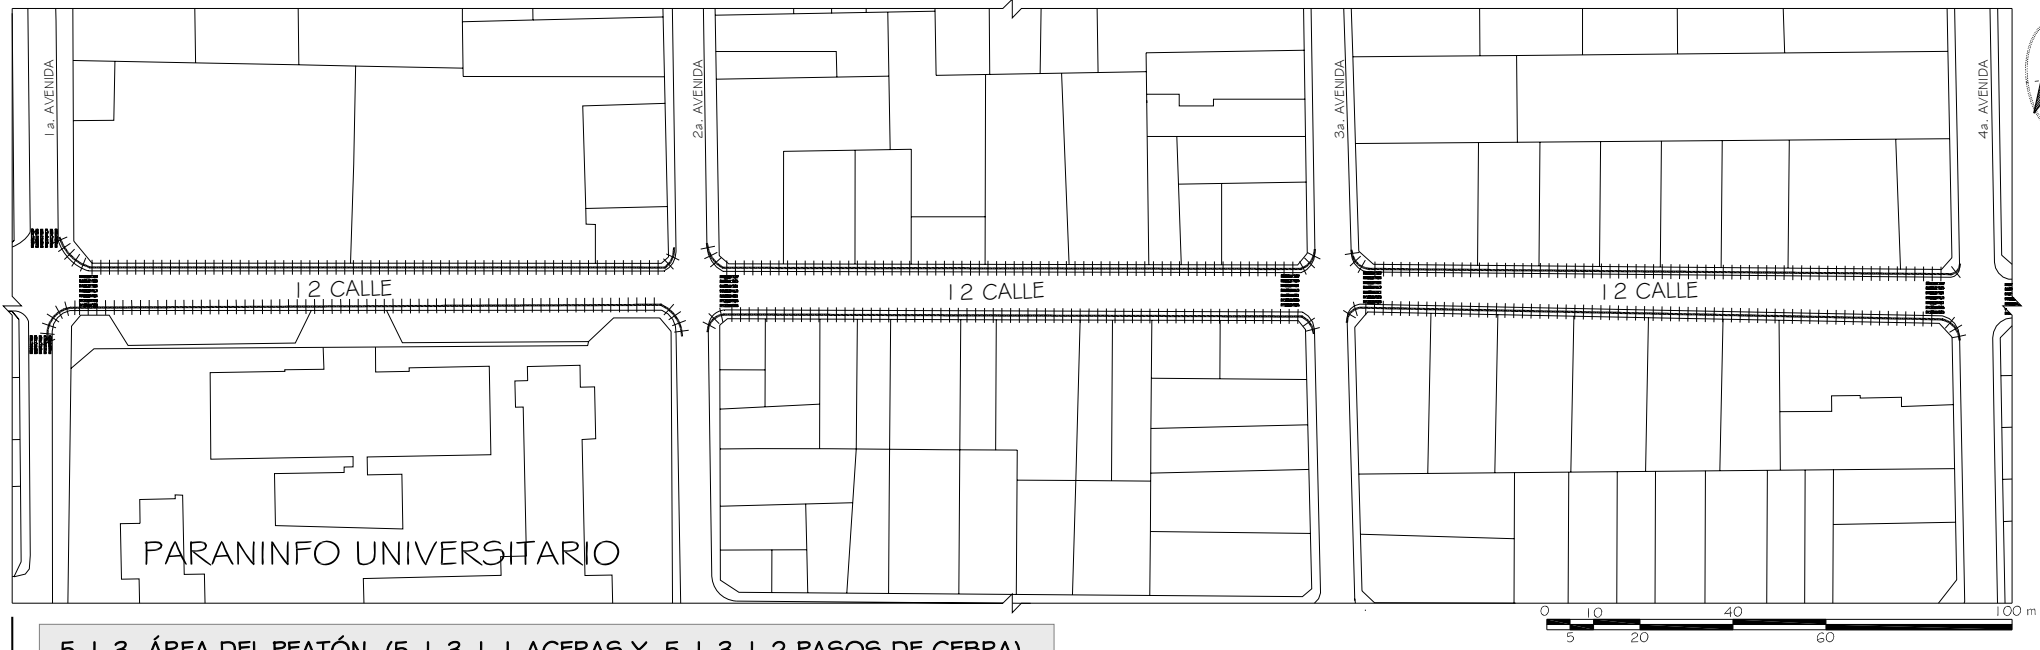 1a. AVENIDA
2a. AVENIDA
3a. AVENIDA
4a. AVENIDA
12 CALLE
12 CALLE
12 CALLE
PARANINFO UNIVERSITARIO
0 10 40 100 m
5 20 60
5.1.3. ÁREA DEL PEATÓN (5.1.3.1.1 ACERAS Y 5.1.3.1.2 PASOS DE CEBRA)